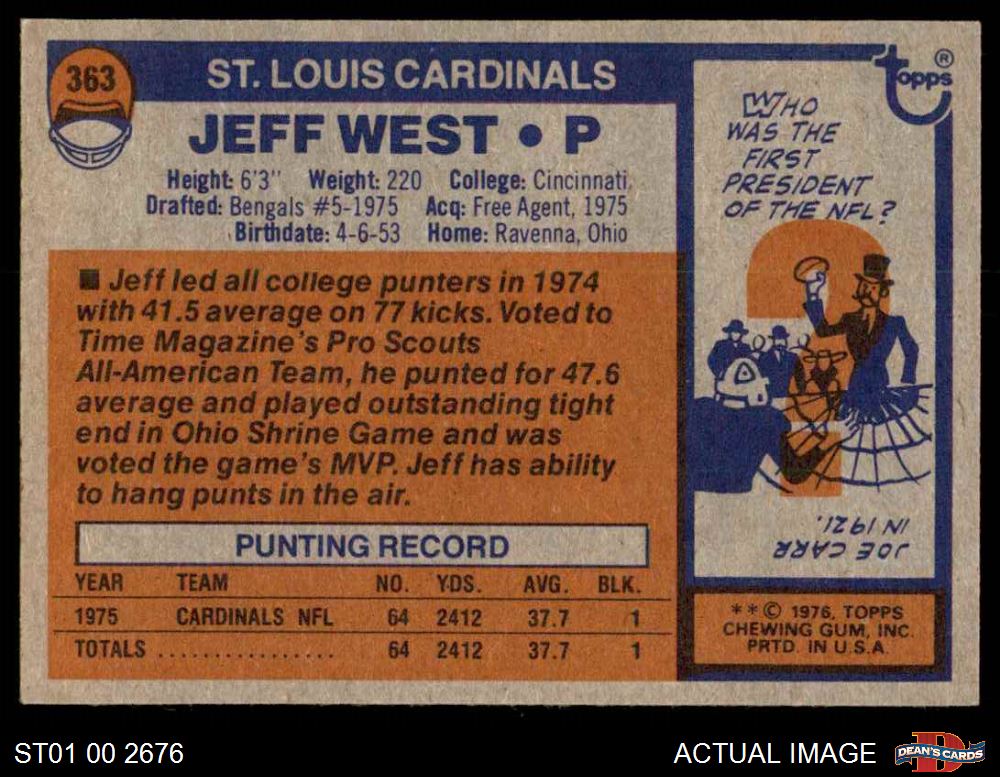 363
ST. LOUIS CARDINALS
JEFF WEST • P
Height: 6'3" Weight: 220 College: Cincinnati
Drafted: Bengals #5-1975 Acq: Free Agent, 1975
Birthdate: 4-6-53 Home: Ravenna, Ohio
■ Jeff led all college punters in 1974
with 41.5 average on 77 kicks. Voted to
Time Magazine's Pro Scouts
All-American Team, he punted for 47.6
average and played outstanding tight
end in Ohio Shrine Game and was
voted the game's MVP. Jeff has ability
to hang punts in the air.
PUNTING RECORD
YEAR TEAM NO. YDS. AVG. BLK.
1975 CARDINALS NFL 64 2412 37.7 1
TOTALS ................ 64 2412 37.7 1
topps®
WHO
WAS THE
FIRST
PRESIDENT
OF THE NFL?
JOE CARR
IN 1921.
**© 1976, TOPPS
CHEWING GUM, INC.
PRTD. IN U.S.A.
ST01 00 2676
ACTUAL IMAGE
D
DEAN'S CARDS